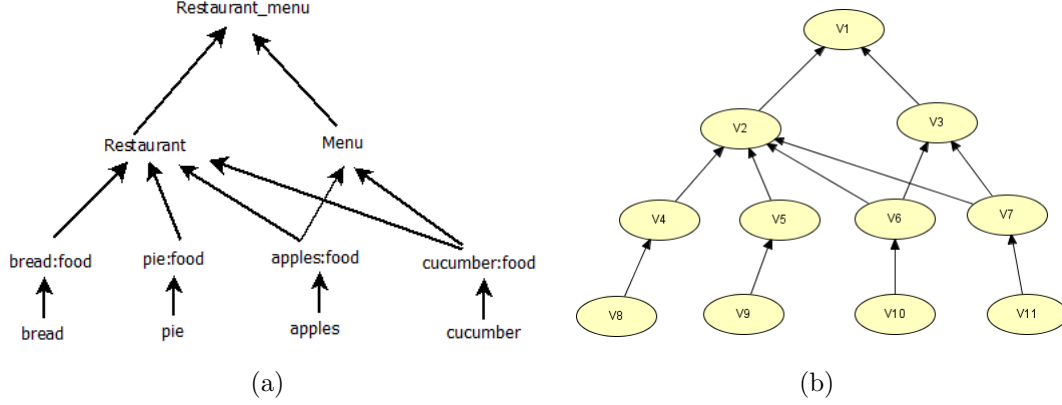 Restaurant_menu
Restaurant
Menu
bread:food
pie:food
apples:food
cucumber:food
bread
pie
apples
cucumber
(a)
V1
V2
V3
V4
V5
V6
V7
V8
V9
V10
V11
(b)